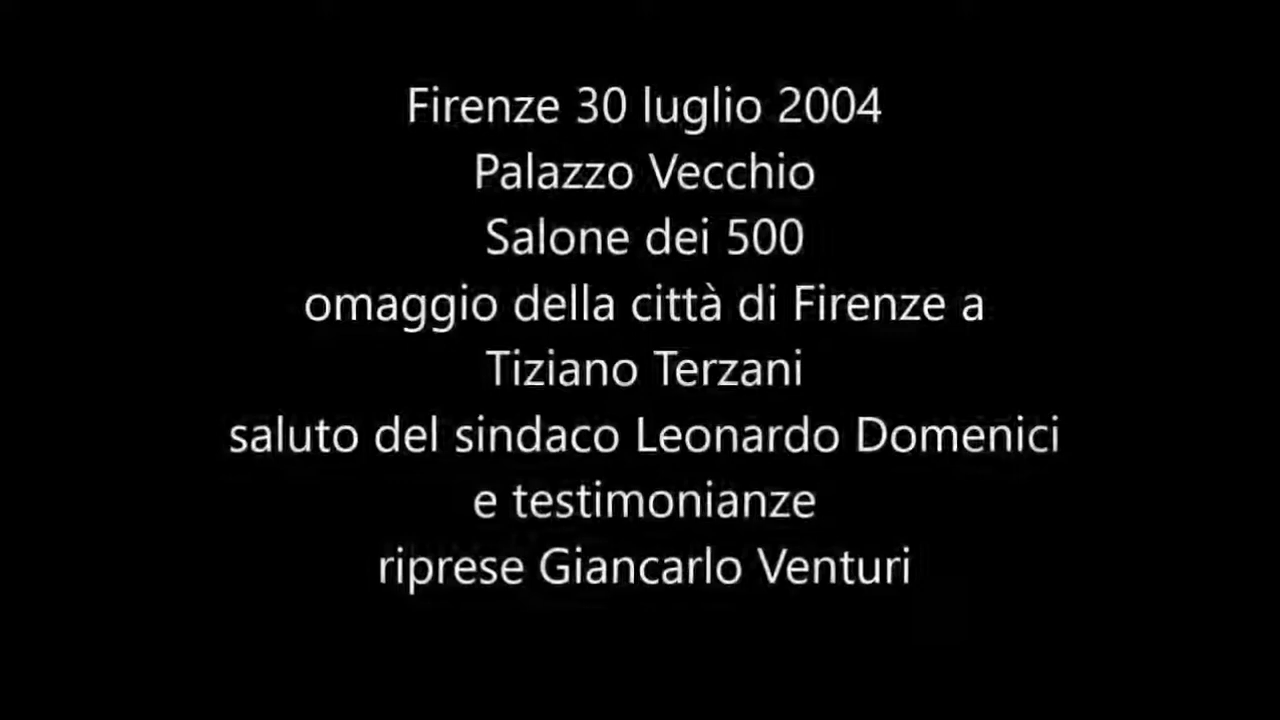 Firenze 30 luglio 2004
Palazzo Vecchio
Salone dei 500
omaggio della città di Firenze a
Tiziano Terzani
saluto del sindaco Leonardo Domenici
e testimonianze
riprese Giancarlo Venturi